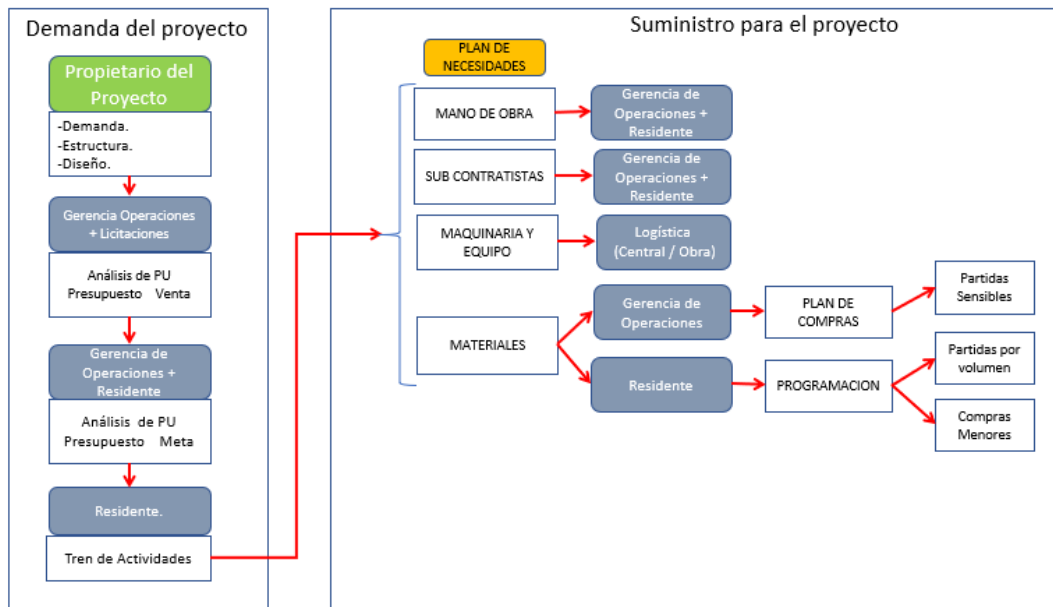 Demanda del proyecto
Propietario del
Proyecto
-Demanda.
-Estructura.
-Diseño.
Gerencia Operaciones
+ Licitaciones
Análisis de PU
Presupuesto Venta
Gerencia de
Operaciones +
Residente
Análisis de PU
Presupuesto Meta
Residente.
Tren de Actividades
Suministro para el proyecto
PLAN DE
NECESIDADES
MANO DE OBRA
Gerencia de
Operaciones +
Residente
SUB CONTRATISTAS
Gerencia de
Operaciones +
Residente
MAQUINARIA Y
EQUIPO
Logística
(Central / Obra)
MATERIALES
Gerencia de
Operaciones
PLAN DE
COMPRAS
Partidas
Sensibles
Residente
PROGRAMACION
Partidas por
volumen
Compras
Menores